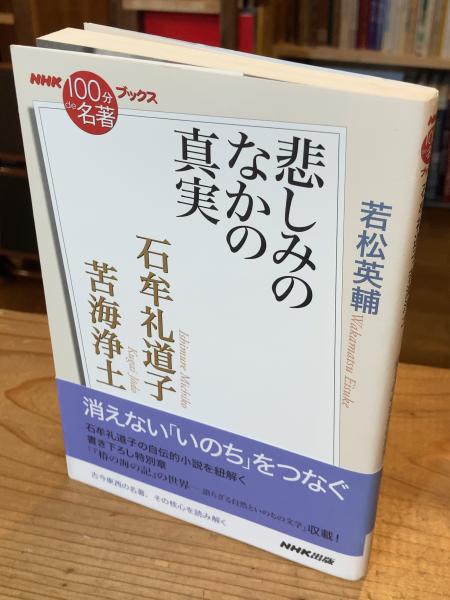 NHK 100分de名著 ブックス
悲しみの
なかの
真実
石牟礼道子
Ishimure Michiko
苦海浄土
Kugai Jōdo
若松英輔
Wakamatsu Eisuke
消えない「いのち」をつなぐ
石牟礼道子の自伝的小説を紐解く
書き下ろし特別章
「『椿の海の記』の世界――語らざる自然といのちの文学」収載!
古今東西の名著、その核心を読み解く
NHK出版